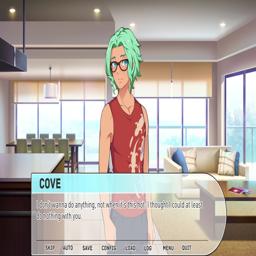 COVE
I don't wanna do anything, not when it's this hot. I thought I could at least
do nothing with you.
SKIP AUTO SAVE CONFIG LOAD LOG MENU QUIT